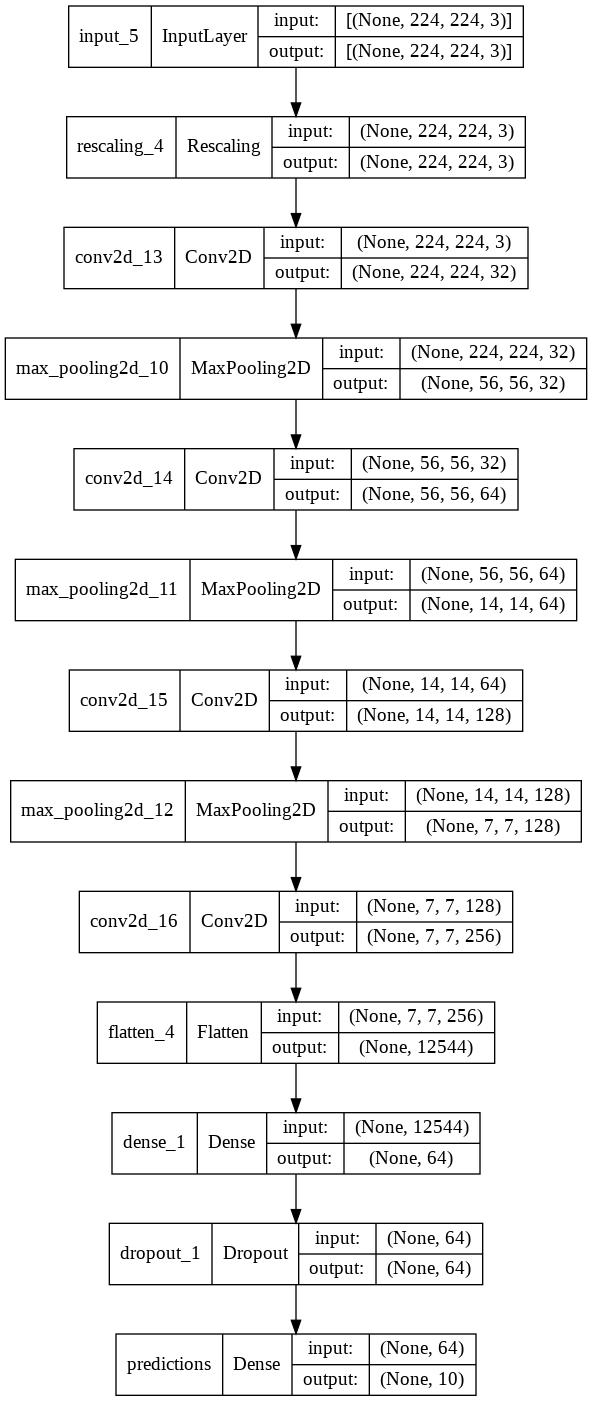 input_5 InputLayer input: [(None, 224, 224, 3)]
output: [(None, 224, 224, 3)]
rescaling_4 Rescaling input: (None, 224, 224, 3)
output: (None, 224, 224, 3)
conv2d_13 Conv2D input: (None, 224, 224, 3)
output: (None, 224, 224, 32)
max_pooling2d_10 MaxPooling2D input: (None, 224, 224, 32)
output: (None, 56, 56, 32)
conv2d_14 Conv2D input: (None, 56, 56, 32)
output: (None, 56, 56, 64)
max_pooling2d_11 MaxPooling2D input: (None, 56, 56, 64)
output: (None, 14, 14, 64)
conv2d_15 Conv2D input: (None, 14, 14, 64)
output: (None, 14, 14, 128)
max_pooling2d_12 MaxPooling2D input: (None, 14, 14, 128)
output: (None, 7, 7, 128)
conv2d_16 Conv2D input: (None, 7, 7, 128)
output: (None, 7, 7, 256)
flatten_4 Flatten input: (None, 7, 7, 256)
output: (None, 12544)
dense_1 Dense input: (None, 12544)
output: (None, 64)
dropout_1 Dropout input: (None, 64)
output: (None, 64)
predictions Dense input: (None, 64)
output: (None, 10)